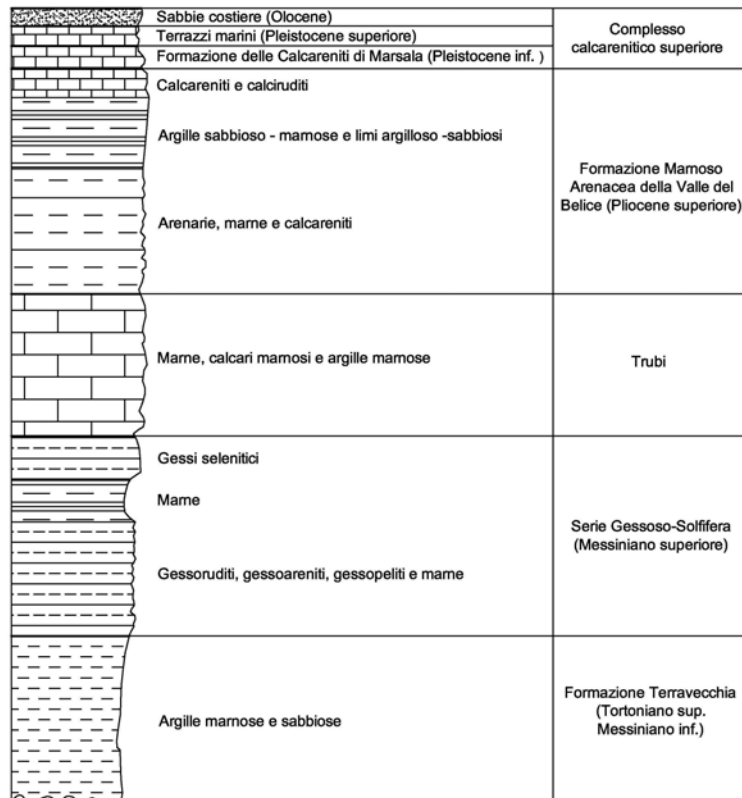 Sabbie costiere (Olocene)
Terrazzi marini (Pleistocene superiore)
Formazione delle Calcareniti di Marsala (Pleistocene inf. )
Complesso
calcarenitico superiore
Calcareniti e calciruditi
Argille sabbioso - marnose e limi argilloso -sabbiosi
Arenarie, marne e calcareniti
Formazione Marnoso
Arenacea della Valle del
Belice (Pliocene superiore)
Marne, calcari marnosi e argille marnose
Trubi
Gessi selenitici
Marne
Gessoruditi, gessoareniti, gessopeliti e marne
Serie Gessoso-Solfifera
(Messiniano superiore)
Argille marnose e sabbiose
Formazione Terravecchia
(Tortoniano sup.
Messiniano inf.)